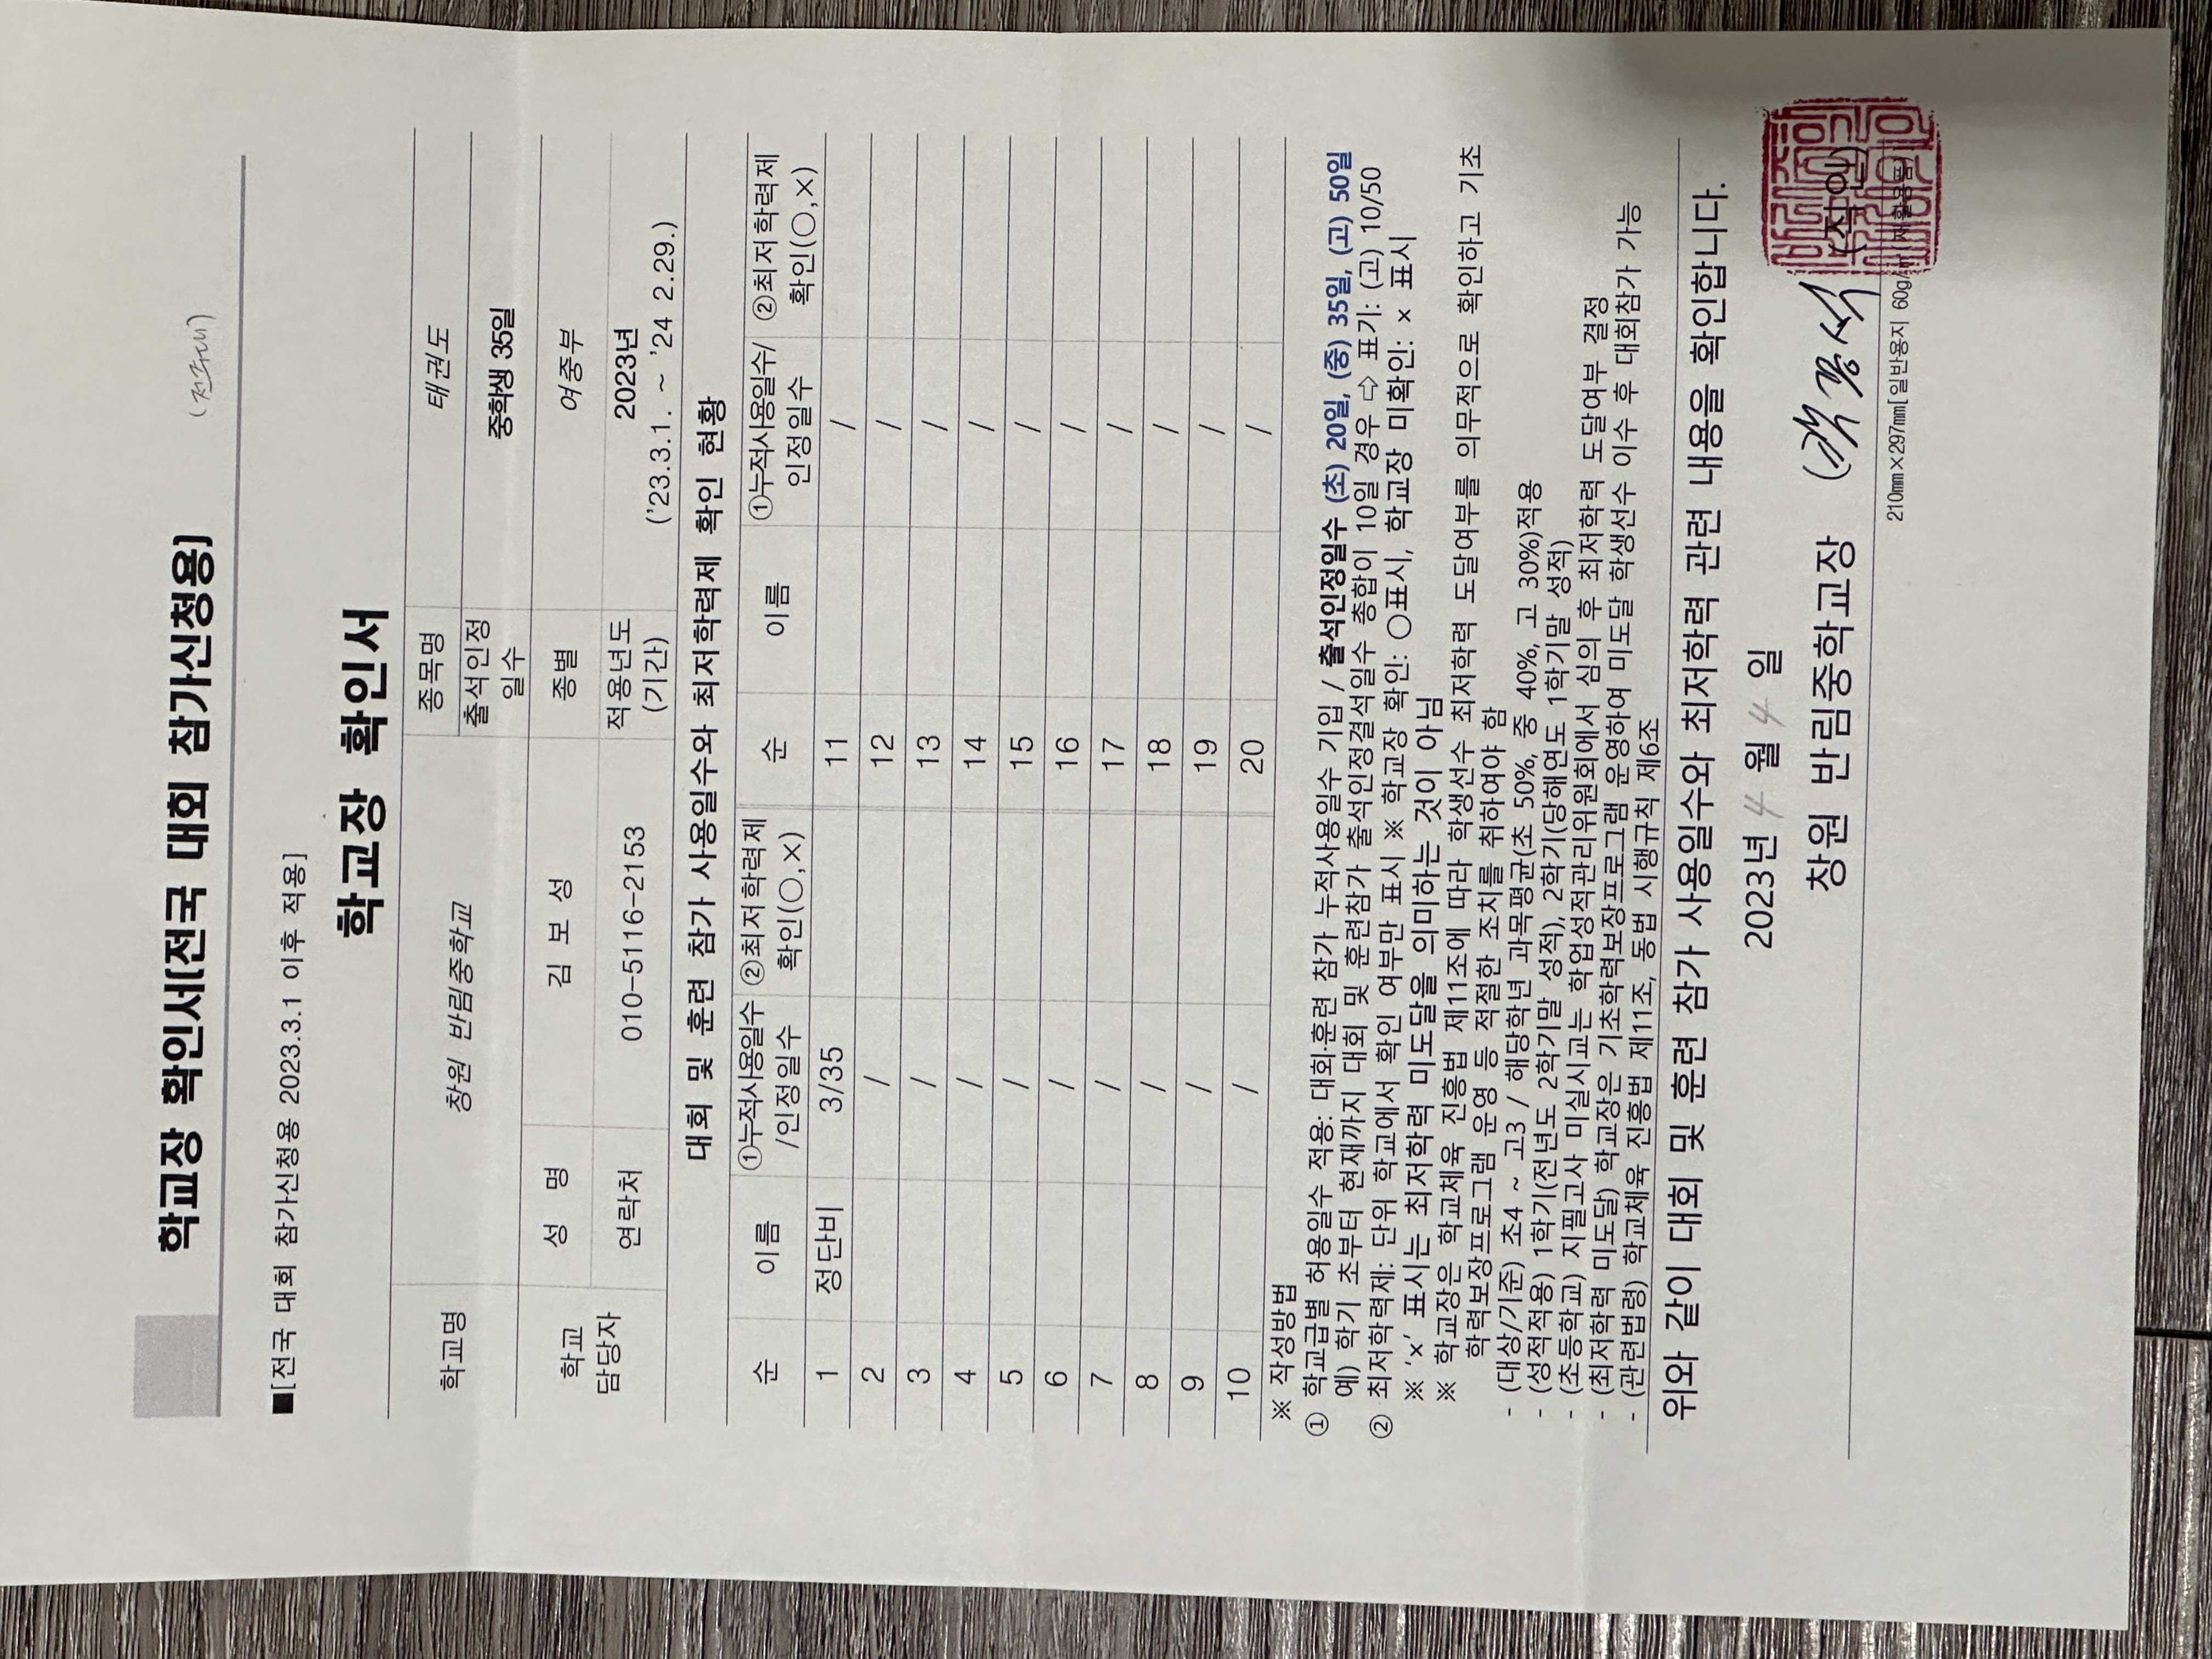 학교장 확인서[전국 대회 참가신청용]
(전주대)
■[전국 대회 참가신청용 2023.3.1 이후 적용]
학교장 확인서
학교명 창원 반림중학교 종목명 태권도
출석인정 일수 중학생 35일
학교 담당자 성 명 김 보 성 종별 여중부
연락처 010-5116-2153 적용년도 (기간) 2023년 ('23.3.1. ~ '24 2.29.)
대회 및 훈련 참가 사용일수와 최저학력제 확인 현황
순 이름 ①누적사용일수/인정일수 ②최저학력제 확인(○,×) 순 이름 ①누적사용일수/인정일수 ②최저학력제 확인(○,×)
1 정단비 3/35 11 /
2 / 12 /
3 / 13 /
4 / 14 /
5 / 15 /
6 / 16 /
7 / 17 /
8 / 18 /
9 / 19 /
10 / 20 /
※ 작성방법
① 학교급별 허용일수 적용: 대회·훈련 참가 누적사용일수 기입 / 출석인정일수 (초) 20일, (중) 35일, (고) 50일
예) 학기 초부터 현재까지 대회 및 훈련참가 출석인정결석일수 총합이 10일 경우 ⇨ 표기: (고) 10/50
② 최저학력제: 단위 학교에서 확인 여부만 표시 ※ 학교장 확인: ○표시, 학교장 미확인: × 표시
※ '×' 표시는 최저학력 미도달을 의미하는 것이 아님
※ 학교장은 학교체육 진흥법 제11조에 따라 학생선수 최저학력 도달여부를 의무적으로 확인하고 기초
학력보장프로그램 운영 등 적절한 조치를 취하여야 함
- (대상/기준) 초4 ~ 고3 / 해당학년 과목평균(초 50%, 중 40%, 고 30%)적용
- (성적적용) 1학기(전년도 2학기말 성적), 2학기(당해연도 1학기말 성적)
- (초등학교) 지필고사 미실시교는 학업성적관리위원회에서 심의 후 최저학력 도달여부 결정
- (최저학력 미도달) 학교장은 기초학력보장프로그램 운영하여 미도달 학생선수 이수 후 대회참가 가능
- (관련법령) 학교체육 진흥법 제11조, 동법 시행규칙 제6조
위와 같이 대회 및 훈련 참가 사용일수와 최저학력 관련 내용을 확인합니다.
2023년 4월 4일
창원 반림중학교장 (직인)
210㎜×297㎜[일반용지 60g/㎡(재활용품)]